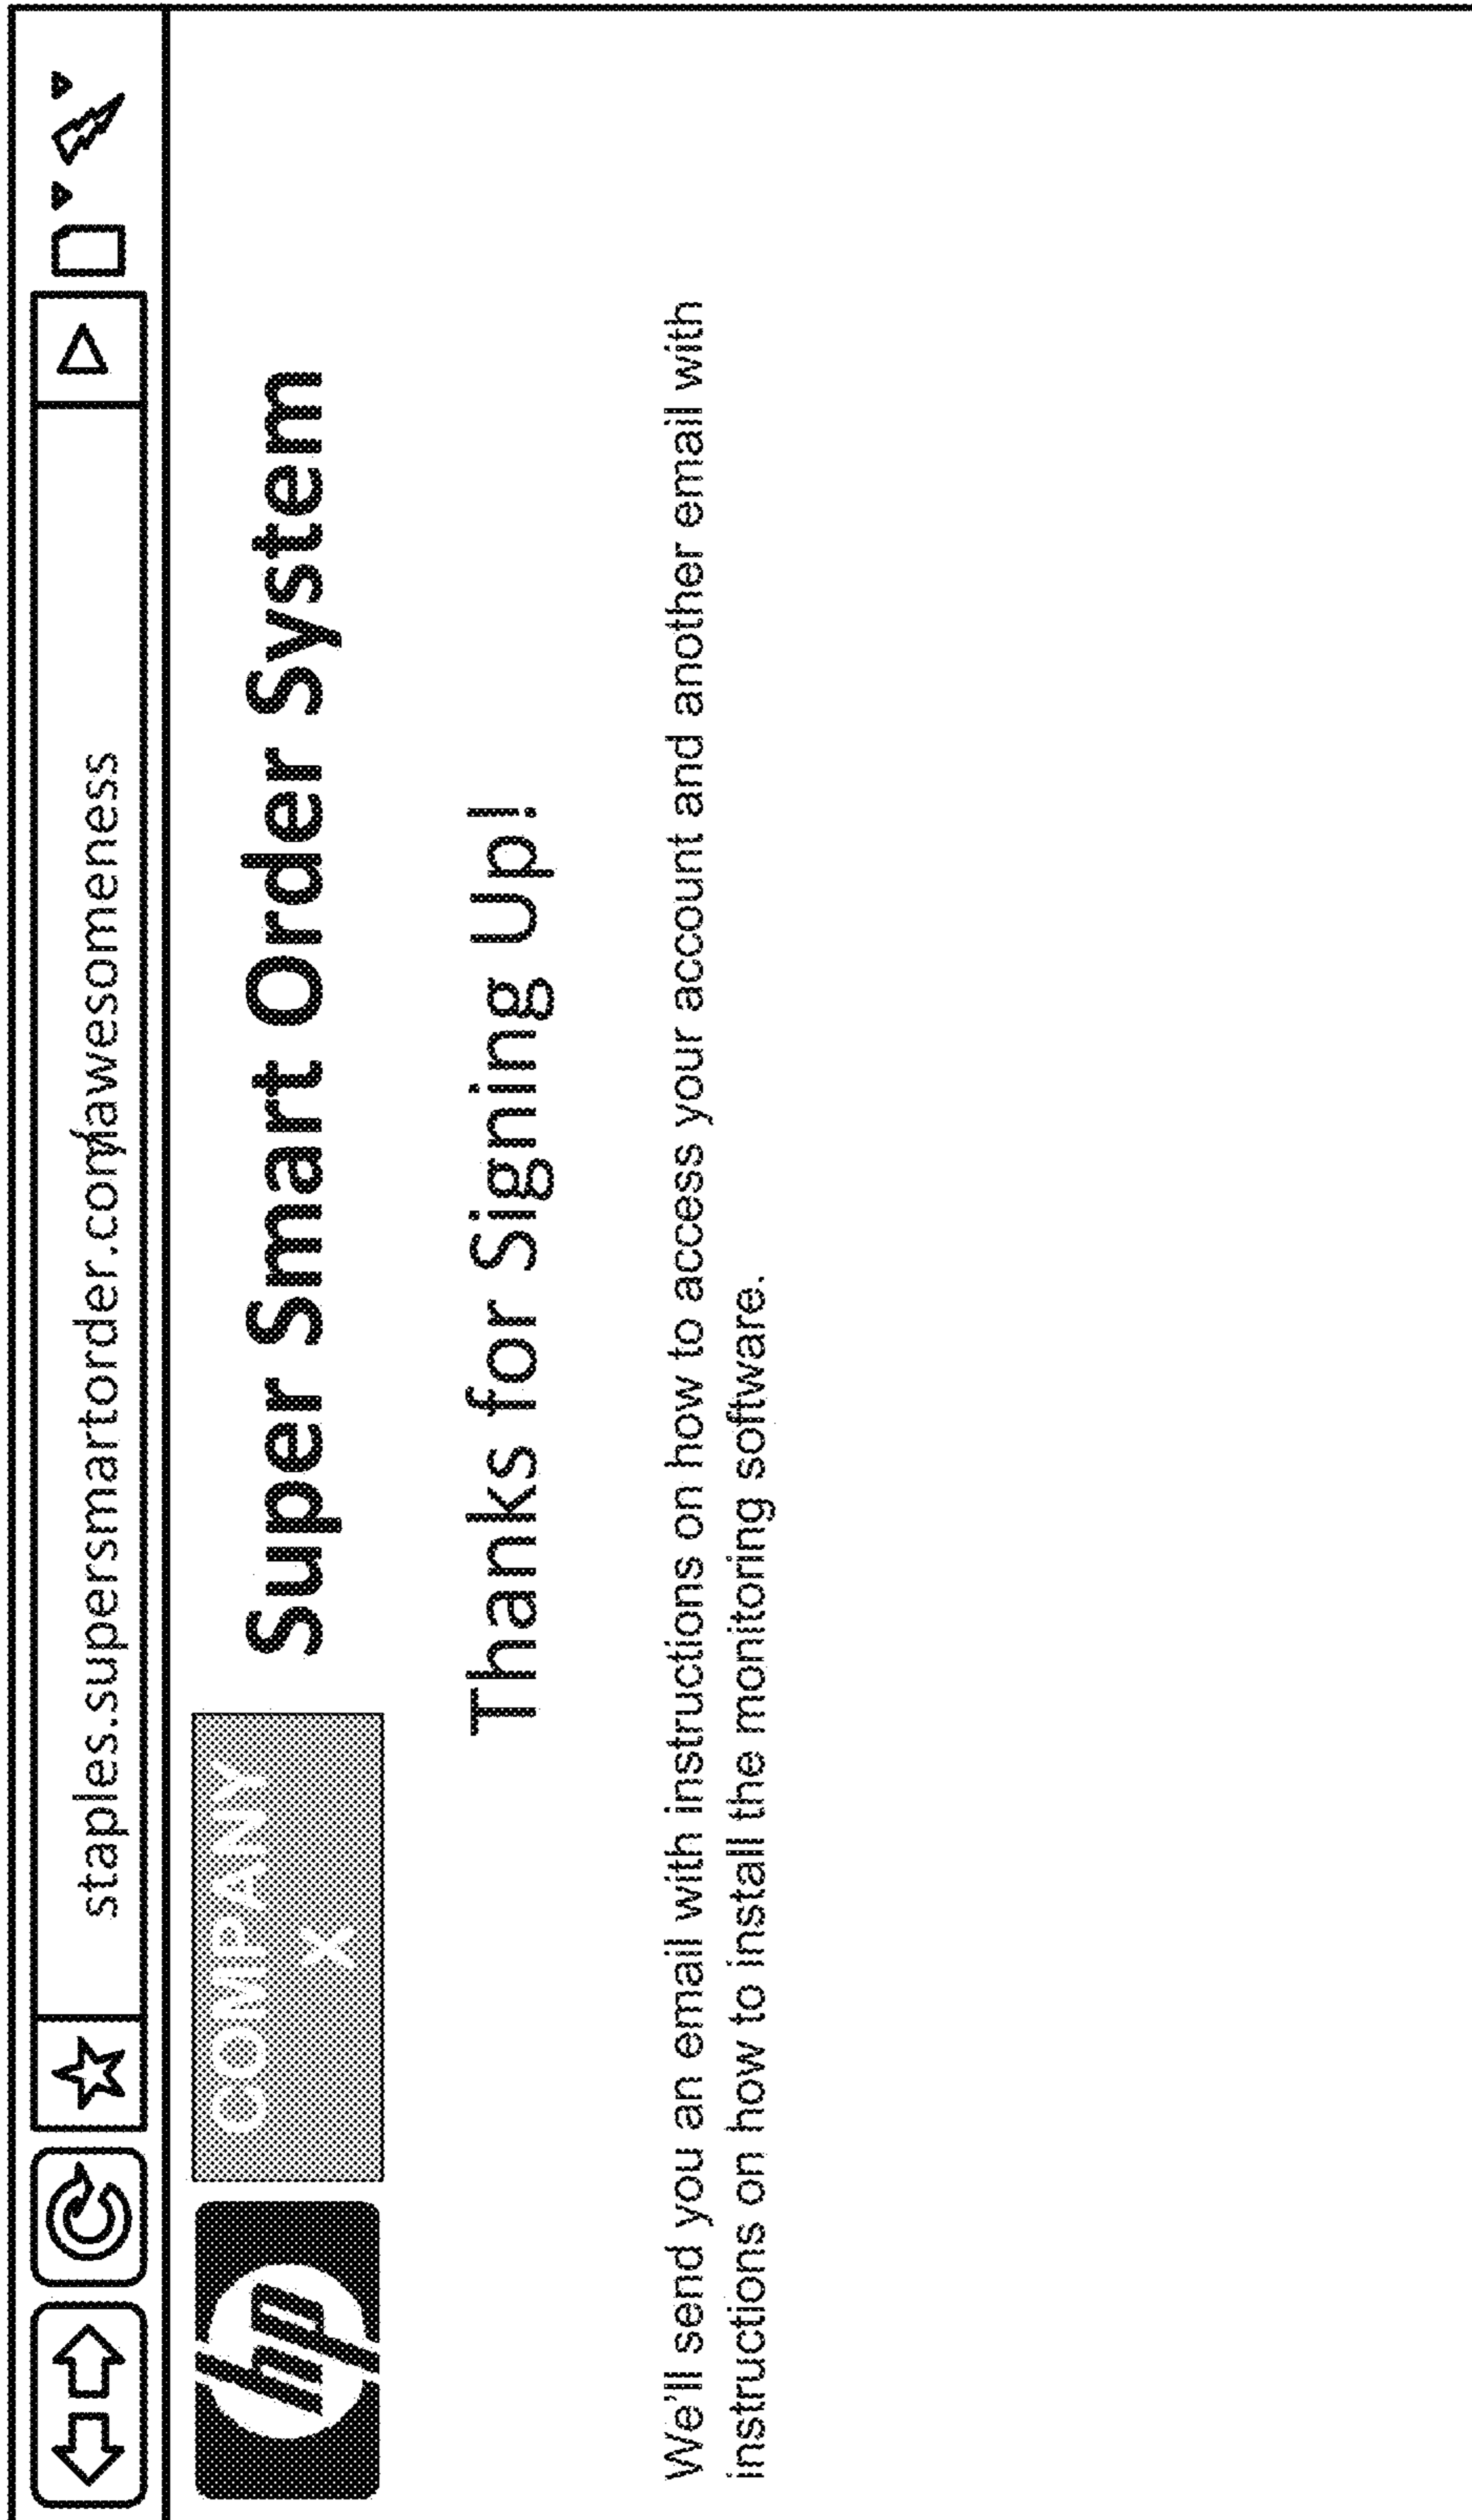 staples.supersmartorder.com/awesomeness
hp
COMPANY
X
Super Smart Order System
Thanks for Signing Up!
We'll send you an email with instructions on how to access your account and another email with
instructions on how to install the monitoring software.